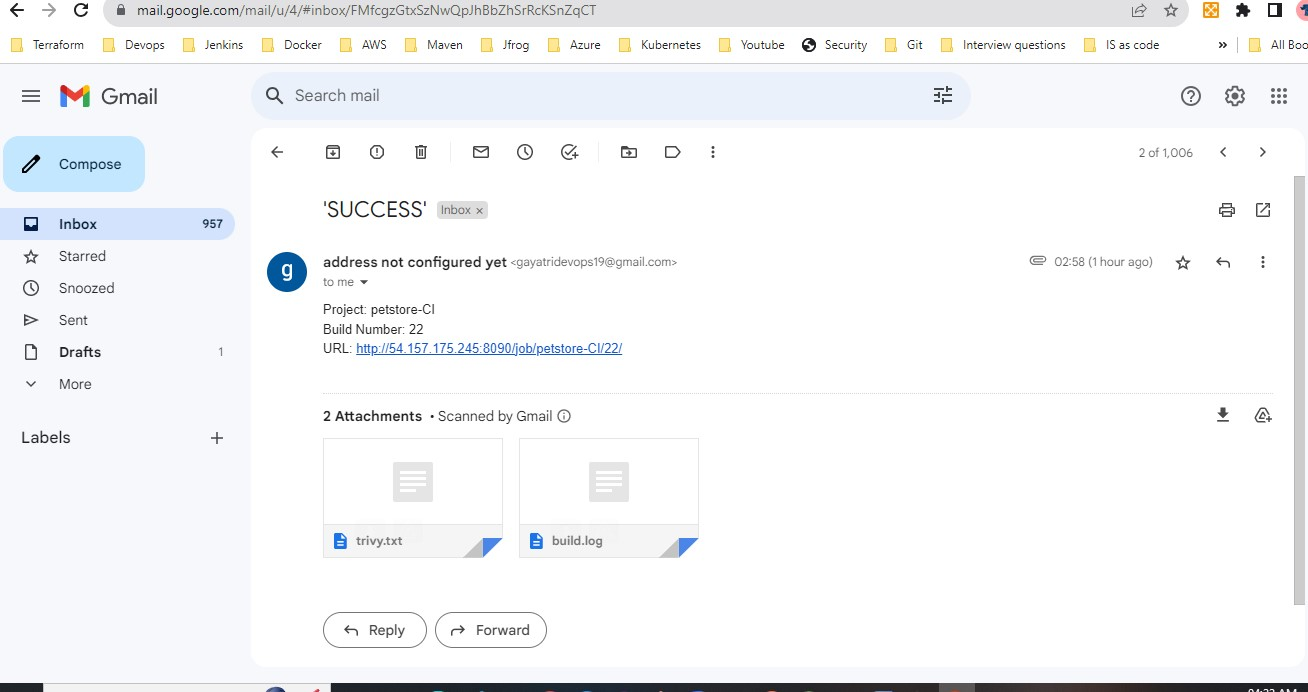 mail.google.com/mail/u/4/#inbox/FMfcgzGtxSzNwQpJhBbZhSrRcKSnZqCT
Terraform Devops Jenkins Docker AWS Maven Jfrog Azure Kubernetes Youtube Security Git Interview questions IS as code » All Boo
Gmail Search mail
Compose
2 of 1,006
Inbox 957
Starred
Snoozed
Sent
Drafts 1
More
Labels +
'SUCCESS' Inbox ×
g address not configured yet <gayatridevops19@gmail.com> 02:58 (1 hour ago)
to me
Project: petstore-CI
Build Number: 22
URL: http://54.157.175.245:8090/job/petstore-CI/22/
2 Attachments • Scanned by Gmail
trivy.txt build.log
Reply Forward